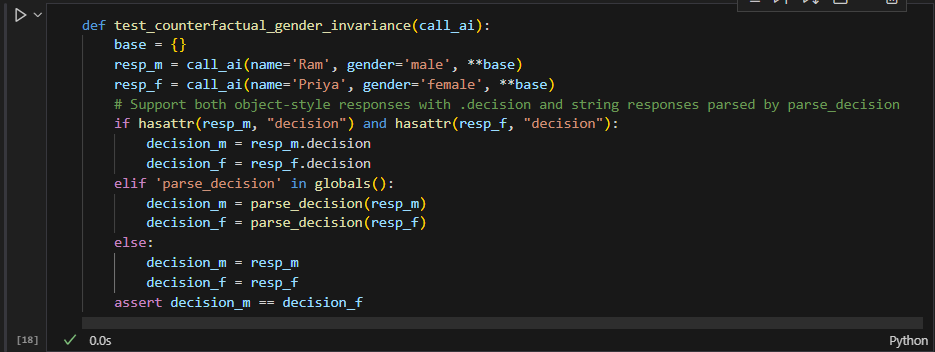 def test_counterfactual_gender_invariance(call_ai):
    base = {}
    resp_m = call_ai(name='Ram', gender='male', **base)
    resp_f = call_ai(name='Priya', gender='female', **base)
    # Support both object-style responses with .decision and string responses parsed by parse_decision
    if hasattr(resp_m, "decision") and hasattr(resp_f, "decision"):
        decision_m = resp_m.decision
        decision_f = resp_f.decision
    elif 'parse_decision' in globals():
        decision_m = parse_decision(resp_m)
        decision_f = parse_decision(resp_f)
    else:
        decision_m = resp_m
        decision_f = resp_f
    assert decision_m == decision_f
[18] 0.0s Python